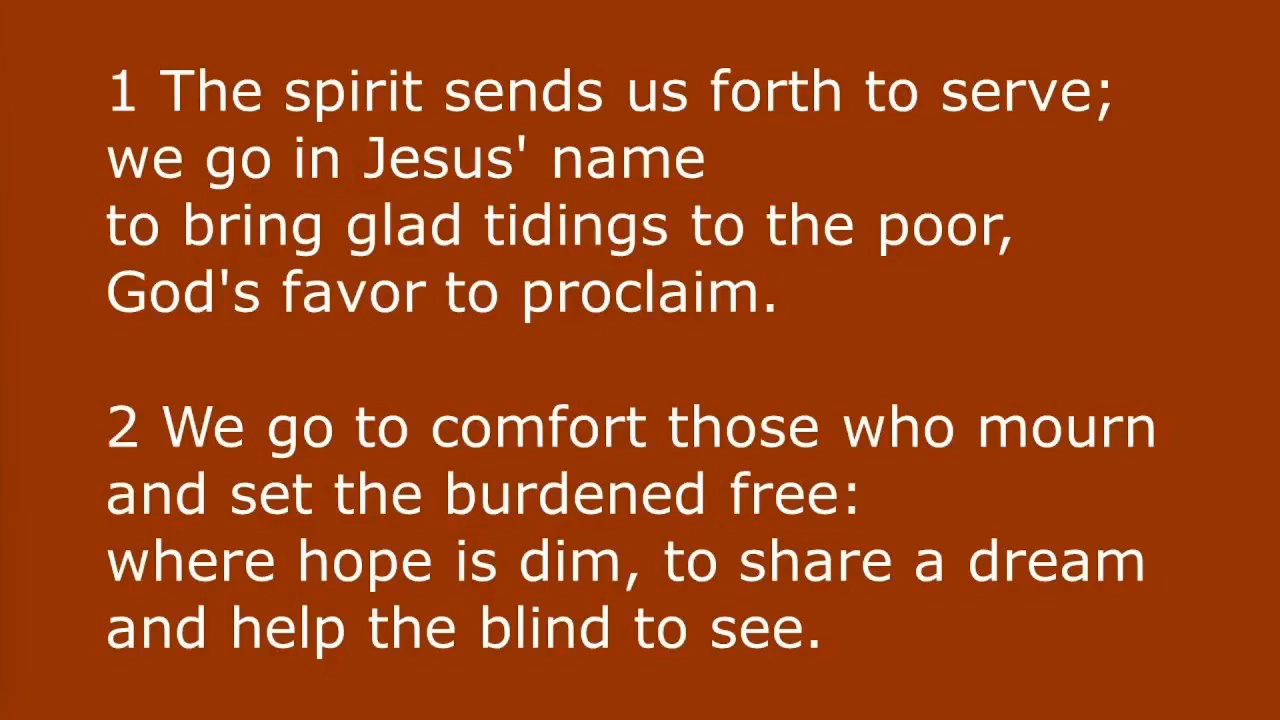 1 The spirit sends us forth to serve;
we go in Jesus' name
to bring glad tidings to the poor,
God's favor to proclaim.
2 We go to comfort those who mourn
and set the burdened free:
where hope is dim, to share a dream
and help the blind to see.